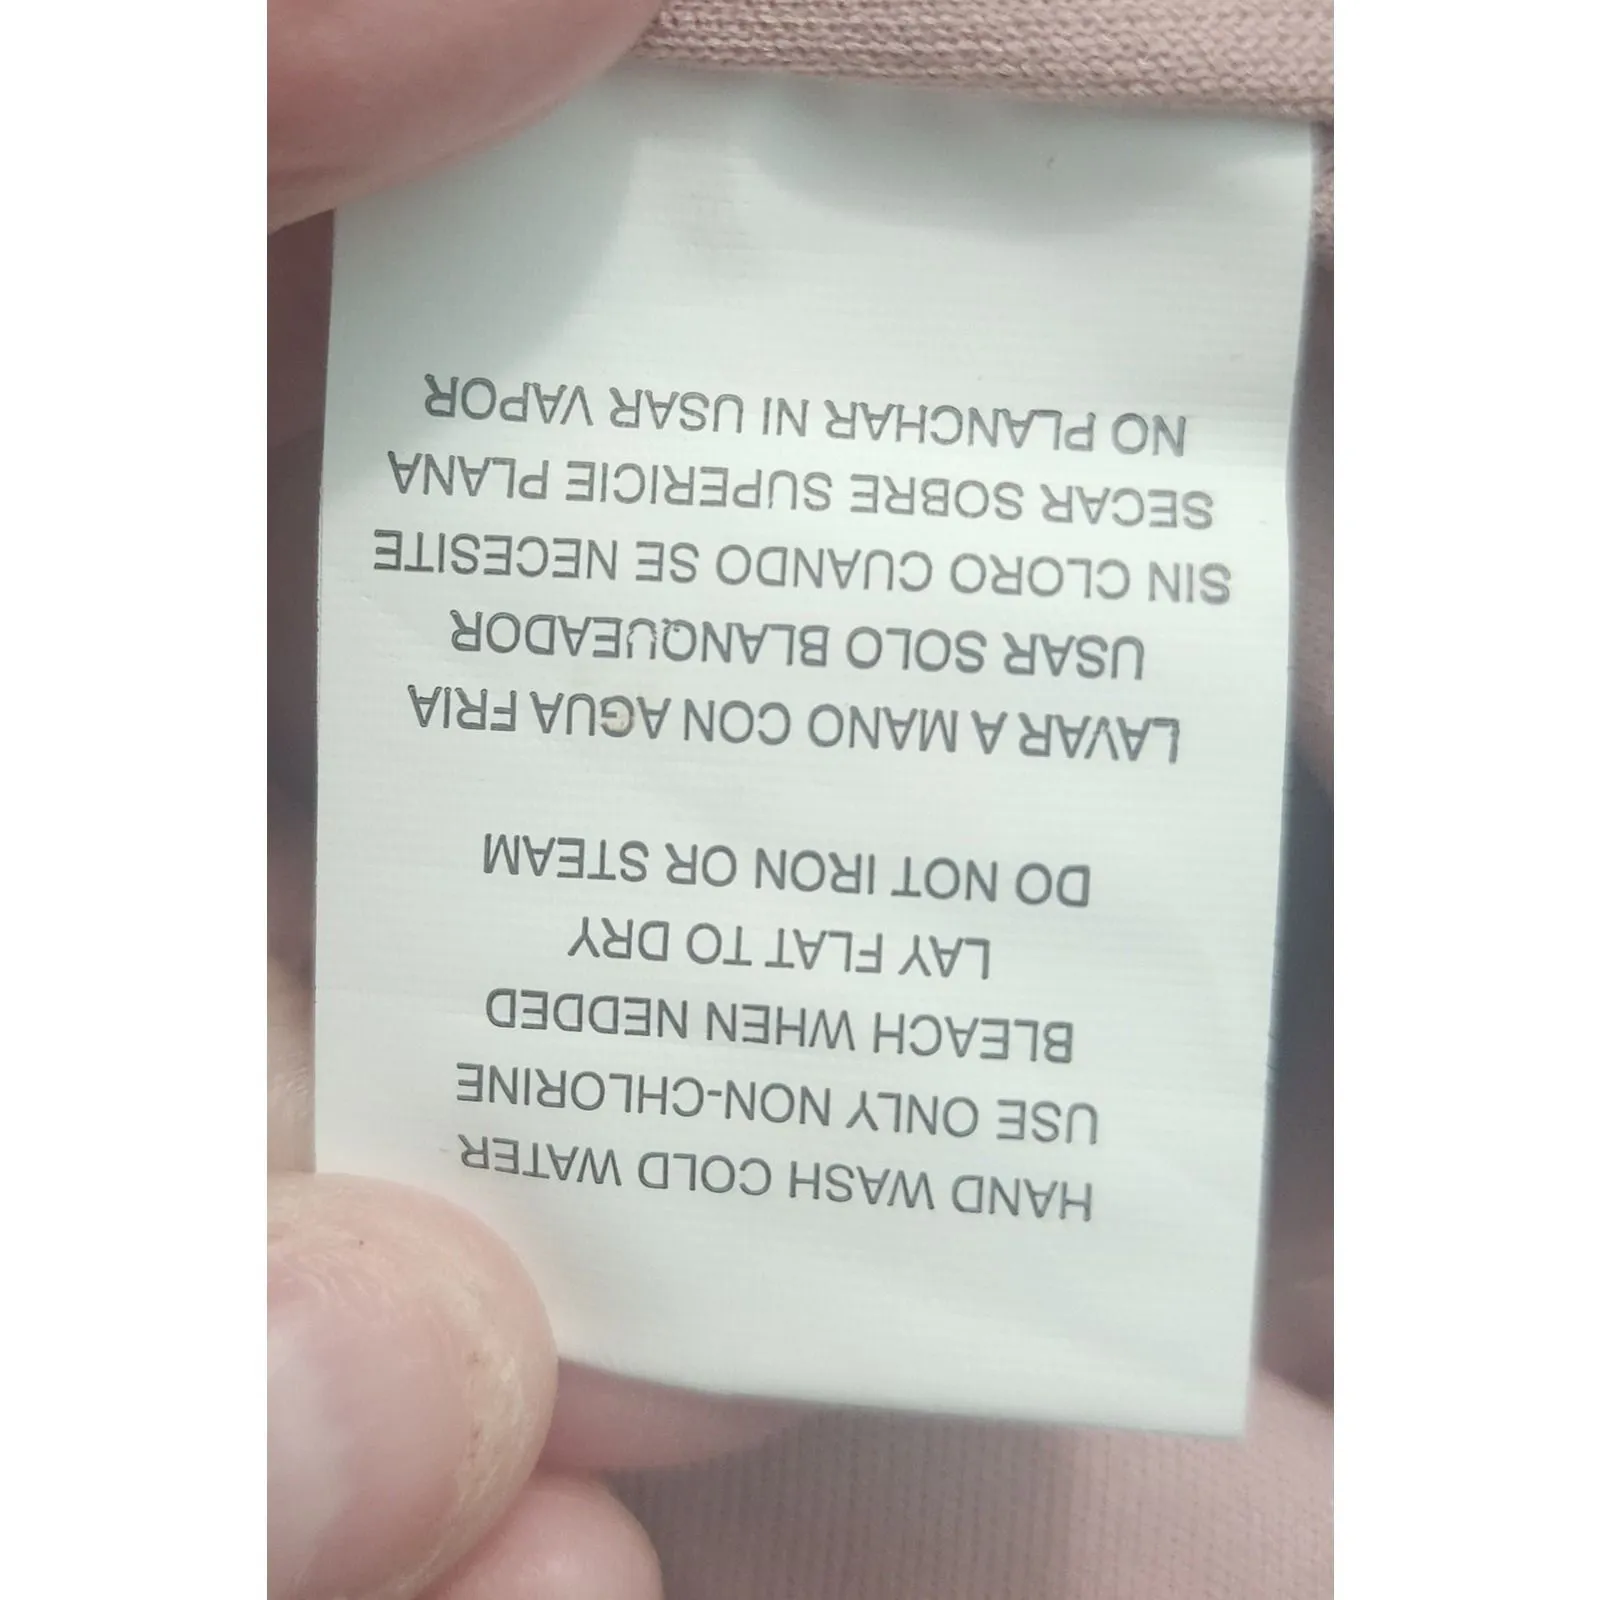 HAND WASH COLD WATER
USE ONLY NON-CHLORINE
BLEACH WHEN NEDDED
LAY FLAT TO DRY
DO NOT IRON OR STEAM
LAVAR A MANO CON AGUA FRIA
USAR SOLO BLANQUEADOR
SIN CLORO CUANDO SE NECESITE
SECAR SOBRE SUPERICIE PLANA
NO PLANCHAR NI USAR VAPOR